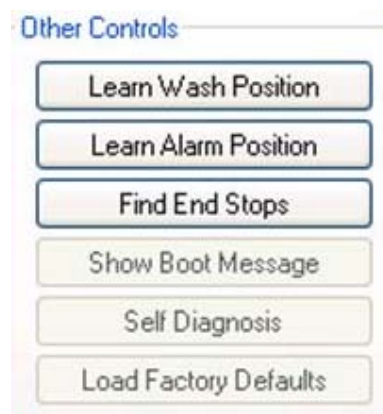 Other Controls
Learn Wash Position
Learn Alarm Position
Find End Stops
Show Boot Message
Self Diagnosis
Load Factory Defaults